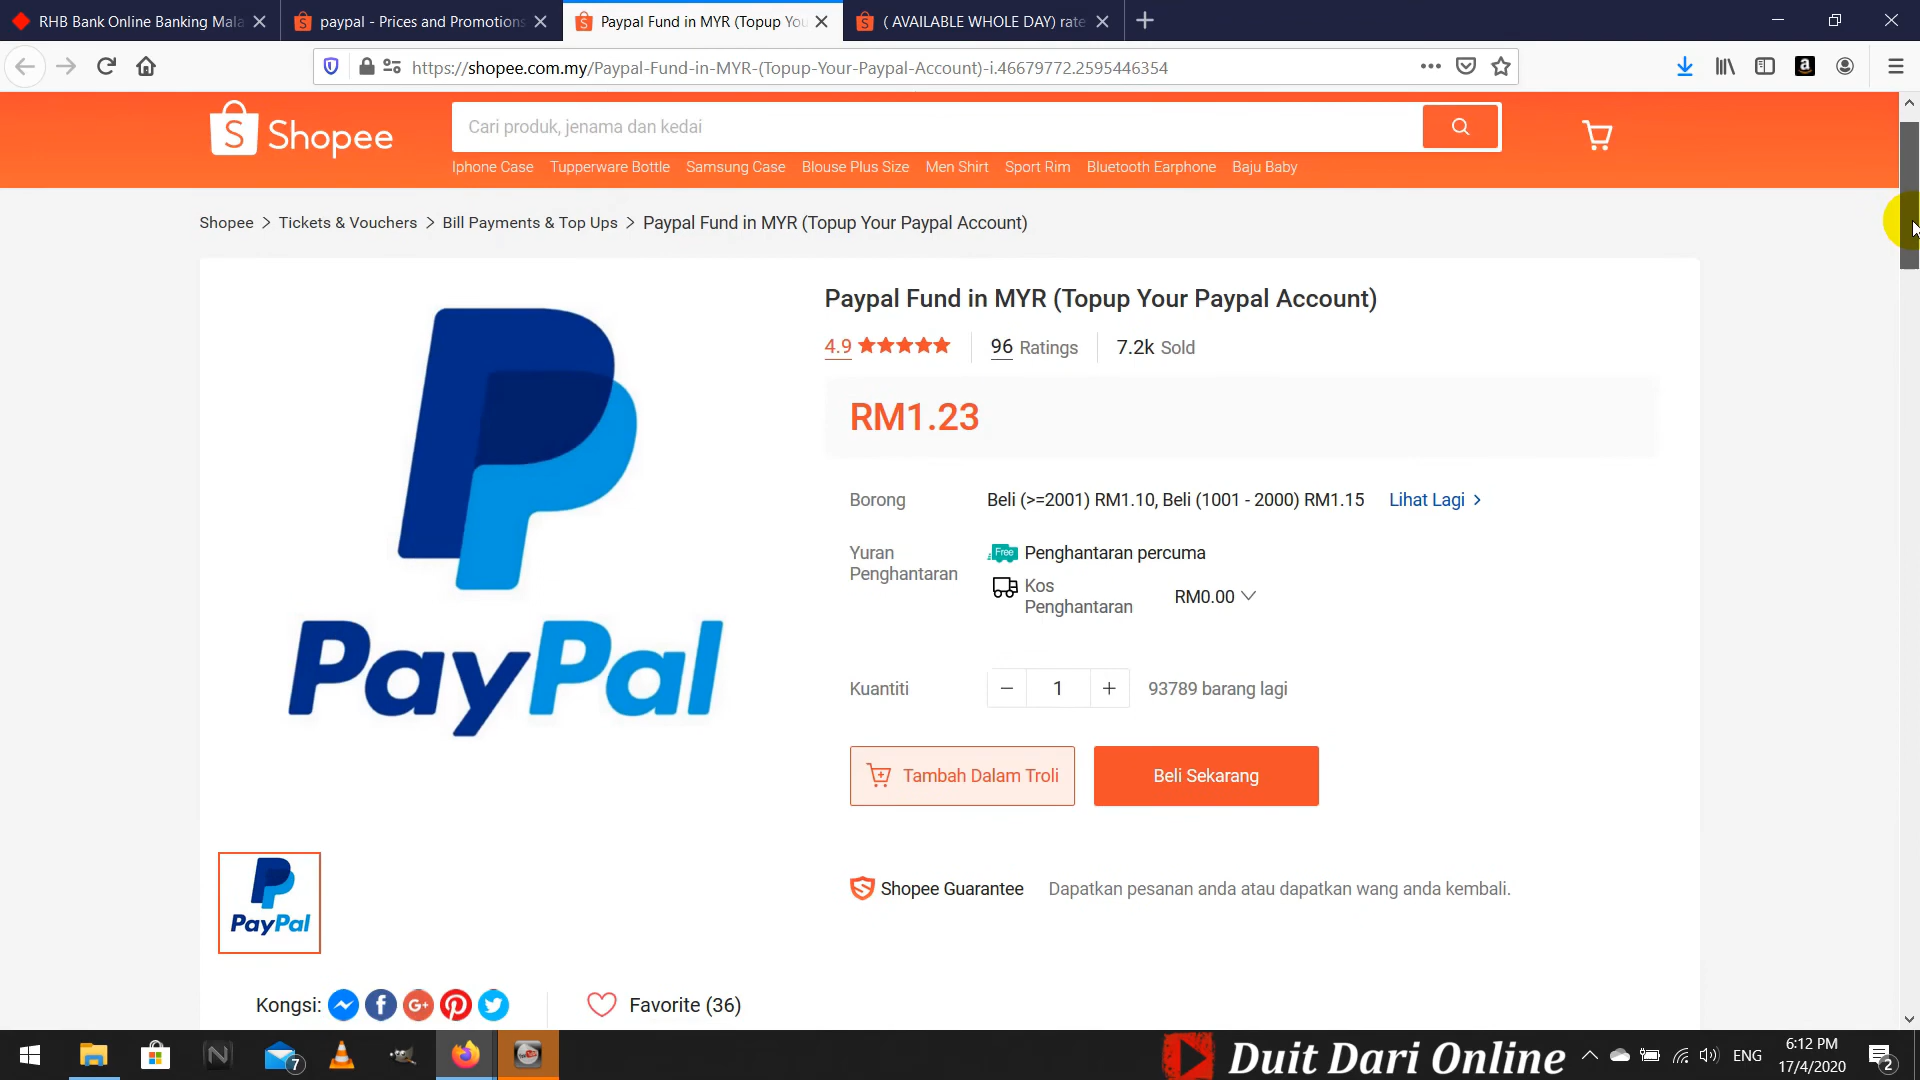 RHB Bank Online Banking Mala
paypal - Prices and Promotions
Paypal Fund in MYR (Topup You
( AVAILABLE WHOLE DAY) rate
https://shopee.com.my/Paypal-Fund-in-MYR-(Topup-Your-Paypal-Account)-i.46679772.2595446354
Shopee
Cari produk, jenama dan kedai
Iphone Case Tupperware Bottle Samsung Case Blouse Plus Size Men Shirt Sport Rim Bluetooth Earphone Baju Baby
Shopee > Tickets & Vouchers > Bill Payments & Top Ups > Paypal Fund in MYR (Topup Your Paypal Account)
Paypal Fund in MYR (Topup Your Paypal Account)
4.9 96 Ratings 7.2k Sold
RM1.23
Borong Beli (>=2001) RM1.10, Beli (1001 - 2000) RM1.15 Lihat Lagi >
Yuran Penghantaran
Free Penghantaran percuma
Kos Penghantaran RM0.00
Kuantiti − 1 + 93789 barang lagi
Tambah Dalam Troli
Beli Sekarang
Shopee Guarantee Dapatkan pesanan anda atau dapatkan wang anda kembali.
PayPal
PayPal
Kongsi:
Favorite (36)
7
Duit Dari Online
ENG
6:12 PM
17/4/2020
2